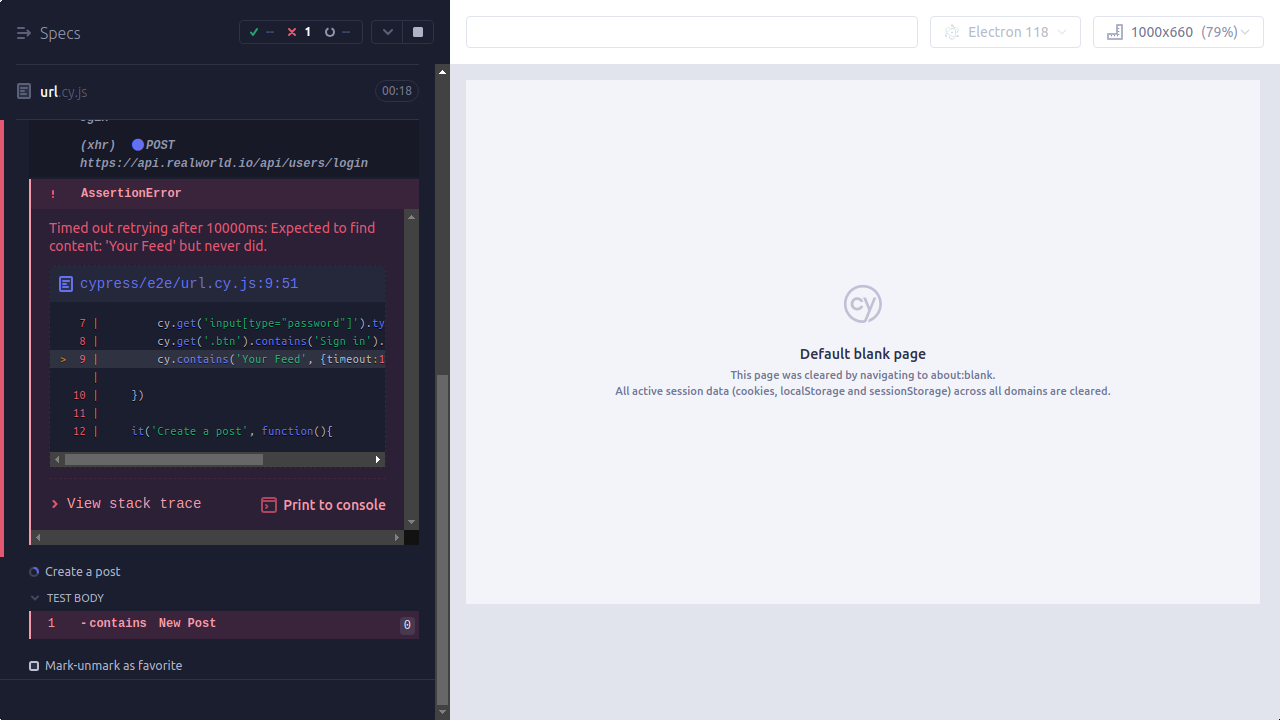 Specs
-- 1 --
Electron 118
1000x660 (79%)
url.cy.js
00:18
(xhr) POST
https://api.realworld.io/api/users/login
! AssertionError
Timed out retrying after 10000ms: Expected to find
content: 'Your Feed' but never did.
cypress/e2e/url.cy.js:9:51
7 | cy.get('input[type="password"]').ty
8 | cy.get('.btn').contains('Sign in').
> 9 | cy.contains('Your Feed', {timeout:1
|
10 | })
11 |
12 | it('Create a post', function(){
View stack trace
Print to console
Create a post
TEST BODY
1 -contains New Post 0
Mark-unmark as favorite
cy
Default blank page
This page was cleared by navigating to about:blank.
All active session data (cookies, localStorage and sessionStorage) across all domains are cleared.